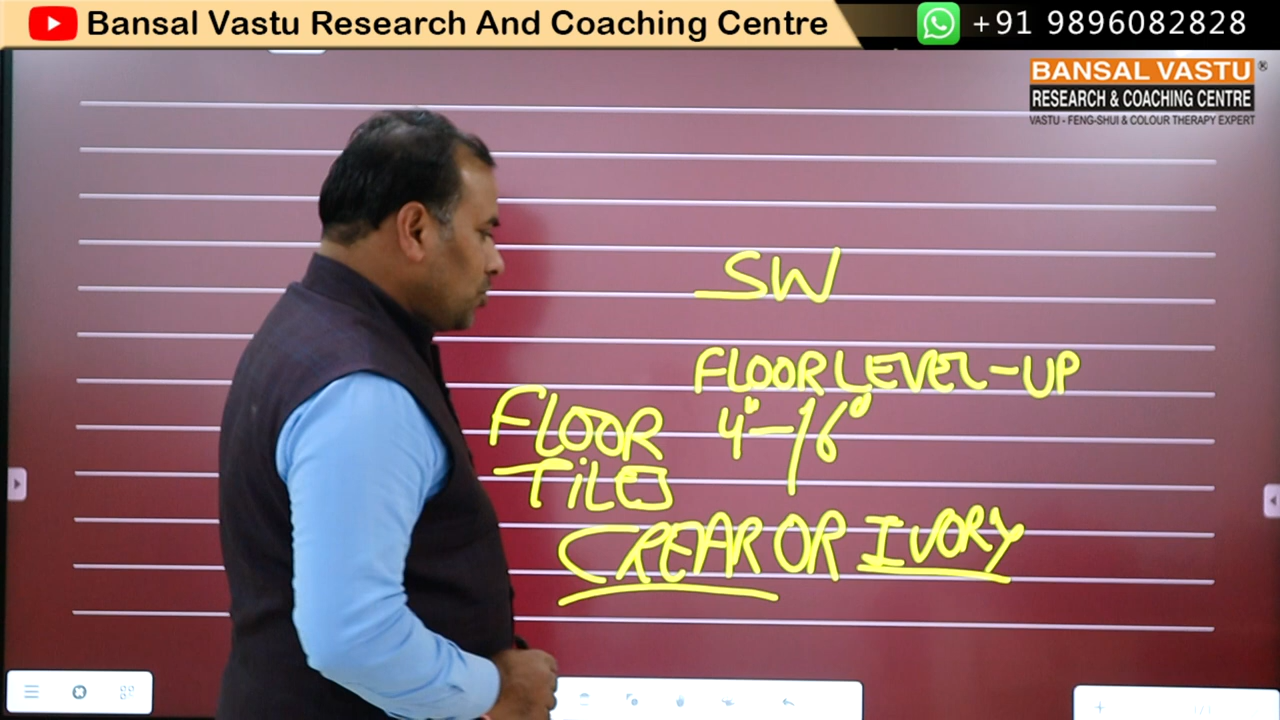 Bansal Vastu Research And Coaching Centre
+91 9896082828
BANSAL VASTU®
RESEARCH & COACHING CENTRE
VASTU - FENG-SHUI & COLOUR THERAPY EXPERT
SW
FLOOR LEVEL-UP
4"-16"
FLOOR
TILES
CREAR OR IVORY